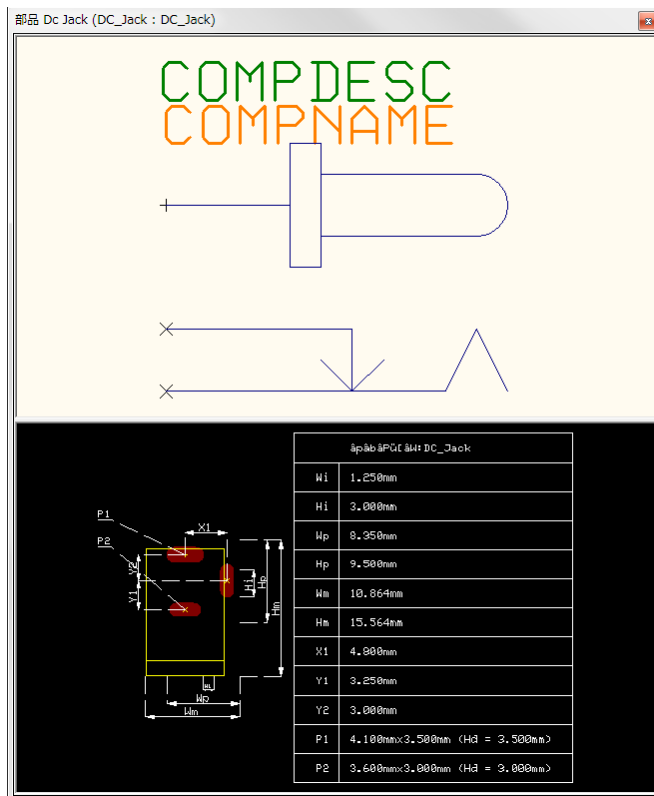 部品 Dc Jack (DC_Jack : DC_Jack)
COMPDESC
COMPNAME
DC_Jack
Wi 1.250mm
Hi 3.000mm
Wp 8.350mm
Hp 9.500mm
Wm 10.864mm
Hm 15.564mm
X1 4.800mm
Y1 3.250mm
Y2 3.000mm
P1 4.100mmx3.500mm (Hd = 3.500mm)
P2 3.600mmx3.000mm (Hd = 3.000mm)
P1
X1
P2
Y2
Y1
Hi
Hp
Hm
Wp
Wm